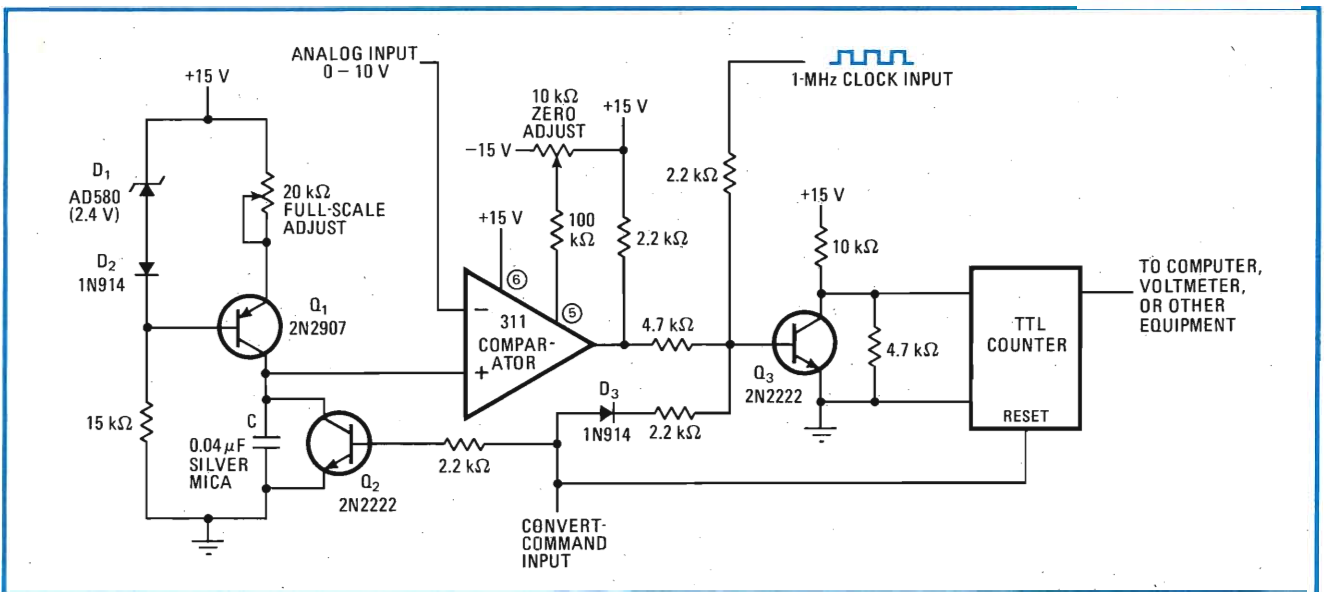 ANALOG INPUT
0 – 10 V
+15 V
1-MHz CLOCK INPUT
10 kΩ
ZERO
ADJUST
+15 V
−15 V
D1
AD580
(2.4 V)
20 kΩ
FULL-SCALE
ADJUST
2.2 kΩ
+15 V
+15 V
100
kΩ
2.2 kΩ
10 kΩ
D2
1N914
Q1
2N2907
6
5
−
311
COMPAR-
ATOR
+
4.7 kΩ
TO COMPUTER,
VOLTMETER,
OR OTHER
EQUIPMENT
TTL
COUNTER
4.7 kΩ
Q3
2N2222
D3
1N914
2.2 kΩ
RESET
15 kΩ
C
0.04 μF
SILVER
MICA
Q2
2N2222
2.2 kΩ
CONVERT-
COMMAND
INPUT